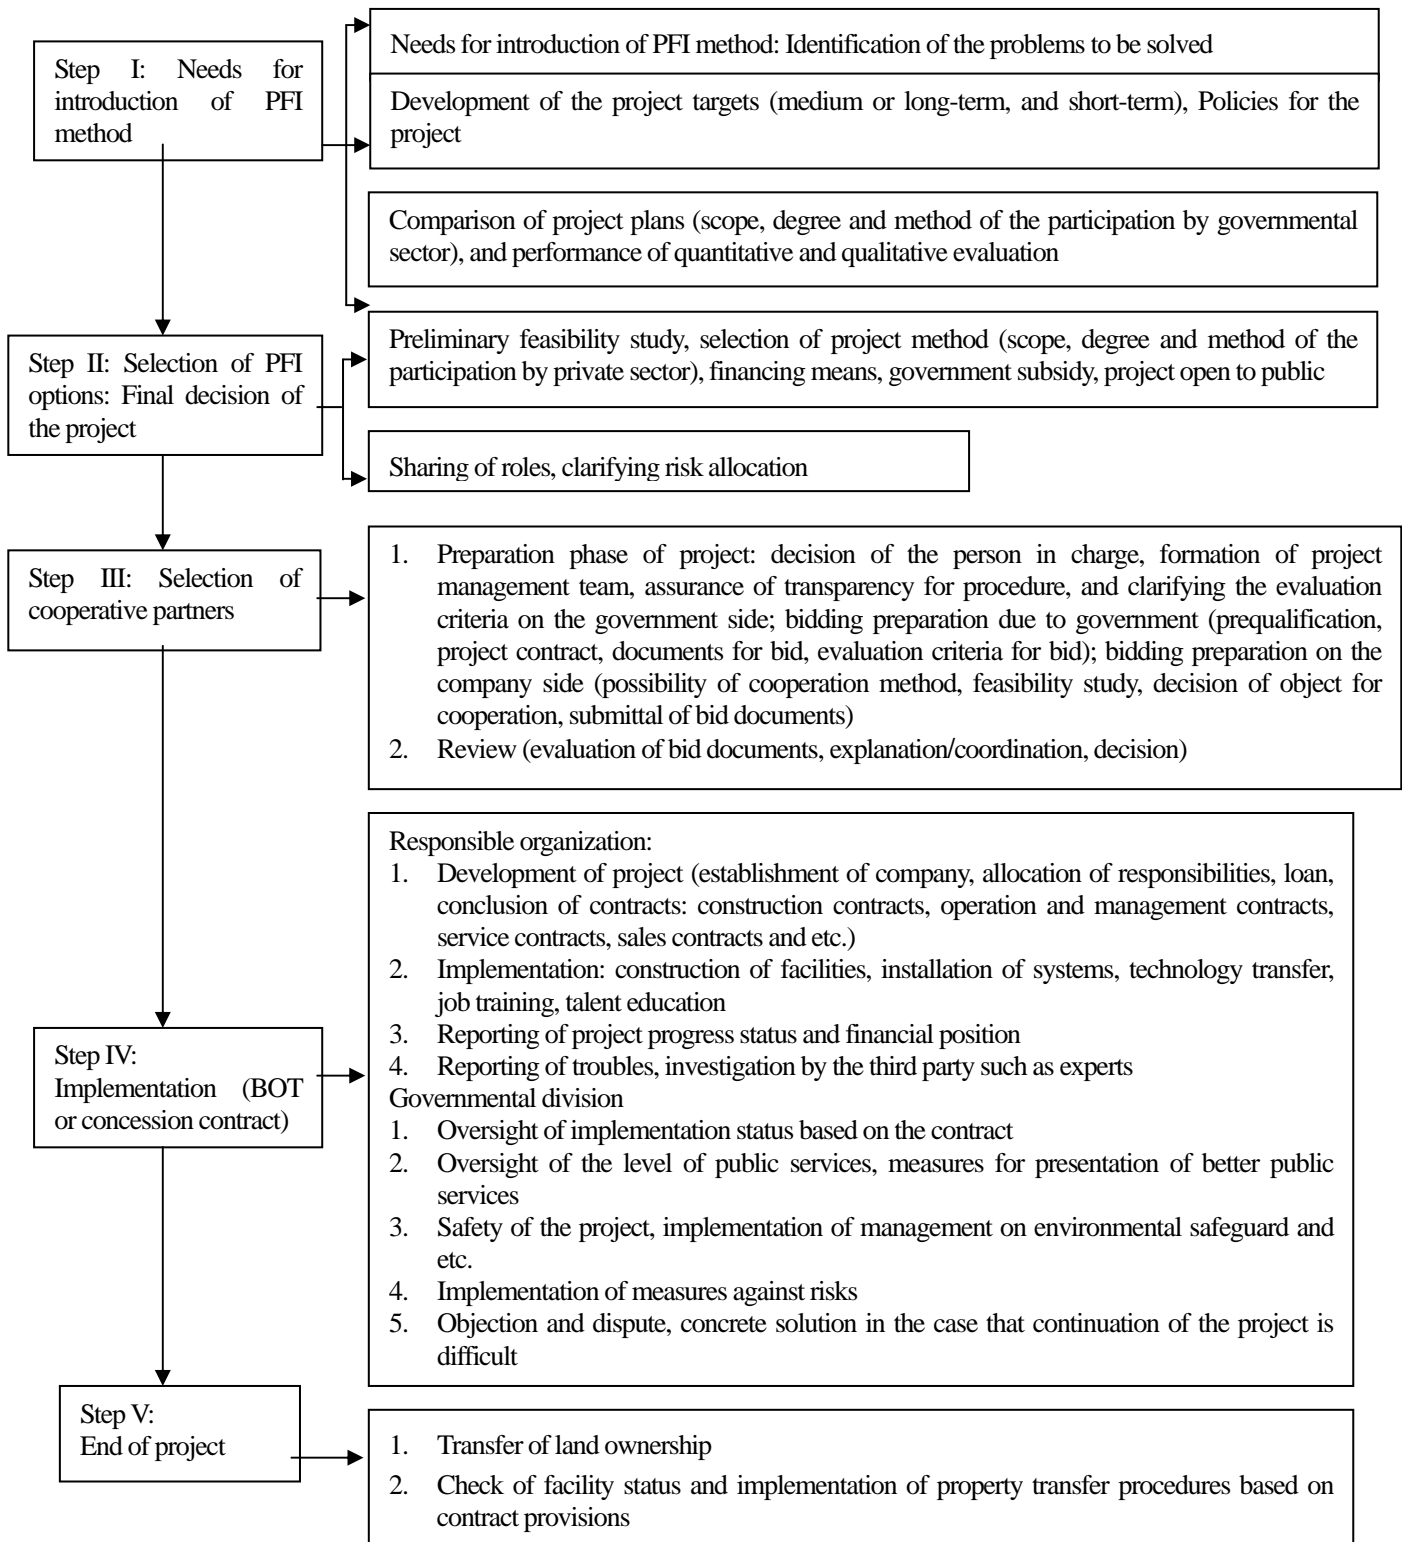 Step I: Needs for
introduction of PFI
method
Needs for introduction of PFI method: Identification of the problems to be solved
Development of the project targets (medium or long-term, and short-term), Policies for the
project
Comparison of project plans (scope, degree and method of the participation by governmental
sector), and performance of quantitative and qualitative evaluation
Step II: Selection of PFI
options: Final decision of
the project
Preliminary feasibility study, selection of project method (scope, degree and method of the
participation by private sector), financing means, government subsidy, project open to public
Sharing of roles, clarifying risk allocation
Step III: Selection of
cooperative partners
1. Preparation phase of project: decision of the person in charge, formation of project
management team, assurance of transparency for procedure, and clarifying the evaluation
criteria on the government side; bidding preparation due to government (prequalification,
project contract, documents for bid, evaluation criteria for bid); bidding preparation on the
company side (possibility of cooperation method, feasibility study, decision of object for
cooperation, submittal of bid documents)
2. Review (evaluation of bid documents, explanation/coordination, decision)
Step IV:
Implementation (BOT
or concession contract)
Responsible organization:
1. Development of project (establishment of company, allocation of responsibilities, loan,
conclusion of contracts: construction contracts, operation and management contracts,
service contracts, sales contracts and etc.)
2. Implementation: construction of facilities, installation of systems, technology transfer,
job training, talent education
3. Reporting of project progress status and financial position
4. Reporting of troubles, investigation by the third party such as experts
Governmental division
1. Oversight of implementation status based on the contract
2. Oversight of the level of public services, measures for presentation of better public
services
3. Safety of the project, implementation of management on environmental safeguard and
etc.
4. Implementation of measures against risks
5. Objection and dispute, concrete solution in the case that continuation of the project is
difficult
Step V:
End of project
1. Transfer of land ownership
2. Check of facility status and implementation of property transfer procedures based on
contract provisions